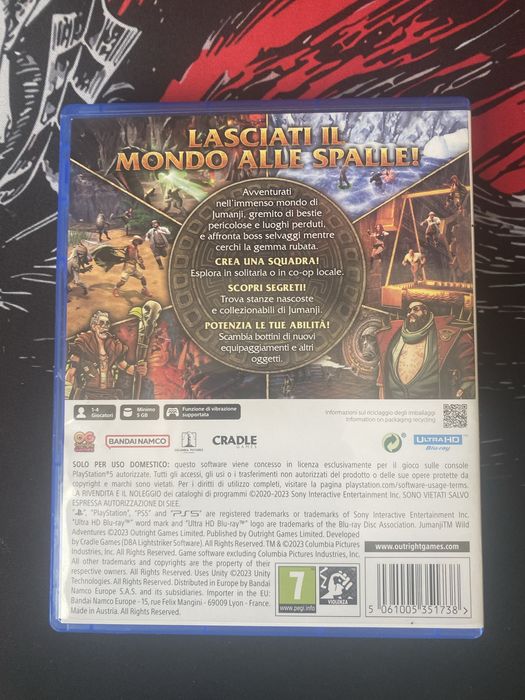 LASCIATI IL
MONDO ALLE SPALLE!
Avventurati
nell'immenso mondo di
Jumanji, gremito di bestie
pericolose e luoghi perduti,
e affronta boss selvaggi mentre
cerchi la gemma rubata.
CREA UNA SQUADRA!
Esplora in solitaria o in co-op locale.
SCOPRI SEGRETI!
Trova stanze nascoste
e collezionabili di Jumanji.
POTENZIA LE TUE ABILITÀ!
Scambia bottini di nuovi
equipaggiamenti e altri
oggetti.
1-4
Giocatori
Minimo
5 GB
Funzione di vibrazione
supportata
Informazioni sul riciclaggio degli imballaggi
Information on packaging recycling
OG
BANDAI NAMCO
COLUMBIA PICTURES
CRADLE
GAMES
ULTRA HD
Blu-ray
SOLO PER USO DOMESTICO: questo software viene concesso in licenza esclusivamente per il gioco sulle console
PlayStation® autorizzate. Tutti gli accessi, gli usi o i trasferimenti non autorizzati del prodotto o delle sue opere dotate da
copyright e marchi sono vietati. Per i diritti di utilizzo completi, visitare la pagina playstation.com/software-usage-terms.
LA RIVENDITA E IL NOLEGGIO dei cataloghi di programmi ©2020-2023 Sony Interactive Entertainment Inc. SONO VIETATI SALVO
ESPRESSA AUTORIZZAZIONE DI SIEE.
"PlayStation", "PS5" and "PS5" are registered trademarks or trademarks of Sony Interactive Entertainment Inc.
"Ultra HD Blu-ray™" word mark and "Ultra HD Blu-ray™" logo are trademarks of the Blu-ray Disc Association. JumanjiTM Wild
Adventures ©2023 Outright Games Limited. Published by Outright Games Limited. Developed
by Cradle Games (DBA Lightstriker Software). All Rights Reserved. TM & ©2023 Columbia Pictures
Industries, Inc. All Rights Reserved. Game software excluding Columbia Pictures Industries, Inc.
All other trademarks and copyrights are the property of their
respective owners. All Rights Reserved. Uses Unity ©2023 Unity
Technologies. All Rights Reserved. Distributed in Europe by Bandai
Namco Europe S.A.S. and its subsidiaries. Importer in the EU:
Bandai Namco Europe - 15, rue Felix Mangini - 69009 Lyon - France.
Made in Austria. All Rights Reserved.
www.outrightgames.com
7
www.pegi.info
VIOLENZA
5 061005 351738 >